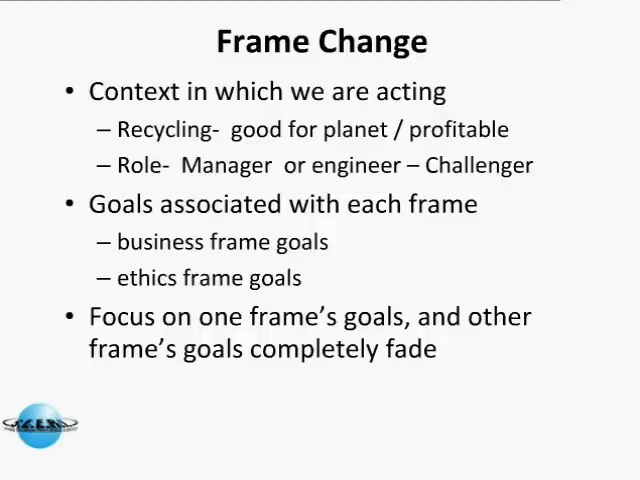 Frame Change
• Context in which we are acting
– Recycling-  good for planet / profitable
– Role-  Manager  or engineer – Challenger
• Goals associated with each frame
– business frame goals
– ethics frame goals
• Focus on one frame’s goals, and other
frame’s goals completely fade